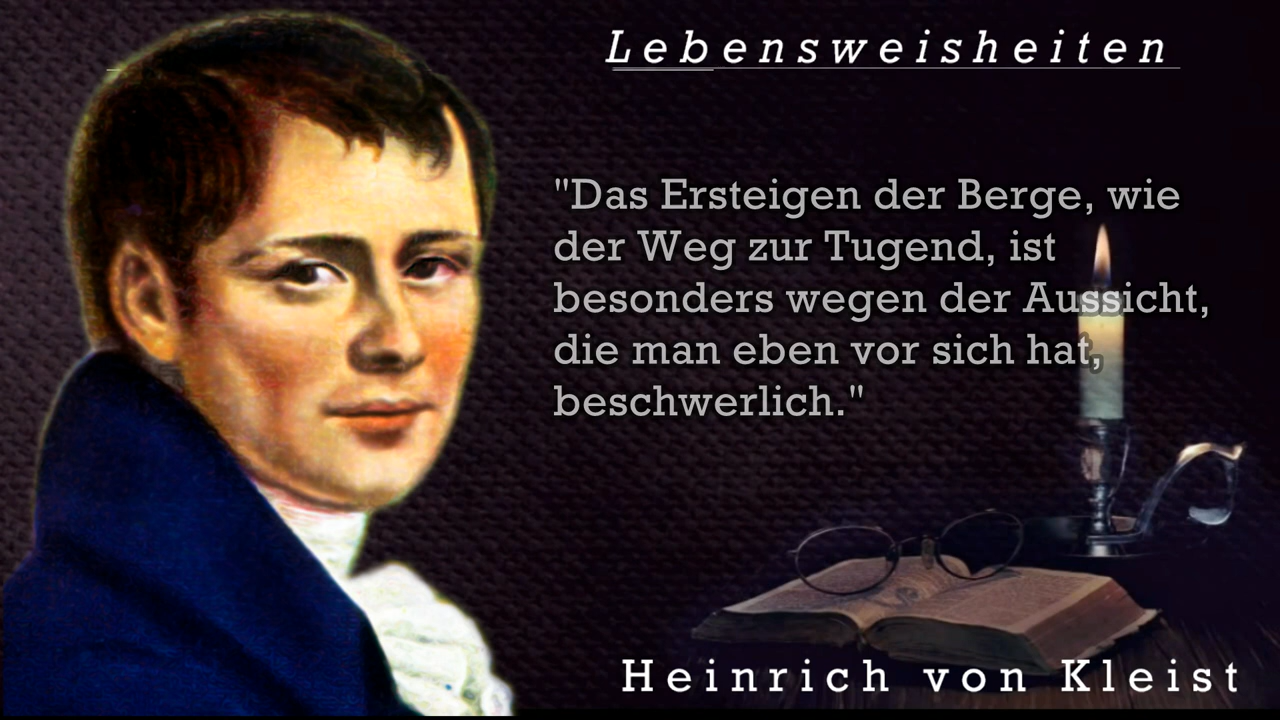 Lebensweisheiten
"Das Ersteigen der Berge, wie
der Weg zur Tugend, ist
besonders wegen der Aussicht,
die man eben vor sich hat,
beschwerlich."
Heinrich von Kleist